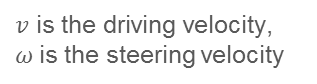 𝑣 is the driving velocity,
𝜔 is the steering velocity